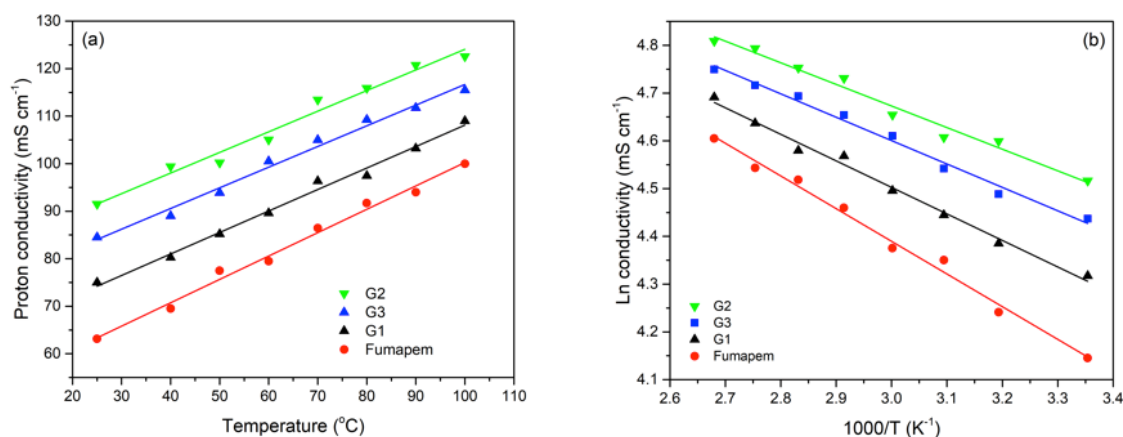 (a)
130
120
110
100
90
80
70
60
Proton conductivity (mS cm⁻¹)
G2
G3
G1
Fumapem
20 30 40 50 60 70 80 90 100 110
Temperature (°C)
(b)
4.8
4.7
4.6
4.5
4.4
4.3
4.2
4.1
Ln conductivity (mS cm⁻¹)
G2
G3
G1
Fumapem
2.6 2.7 2.8 2.9 3.0 3.1 3.2 3.3 3.4
1000/T (K⁻¹)